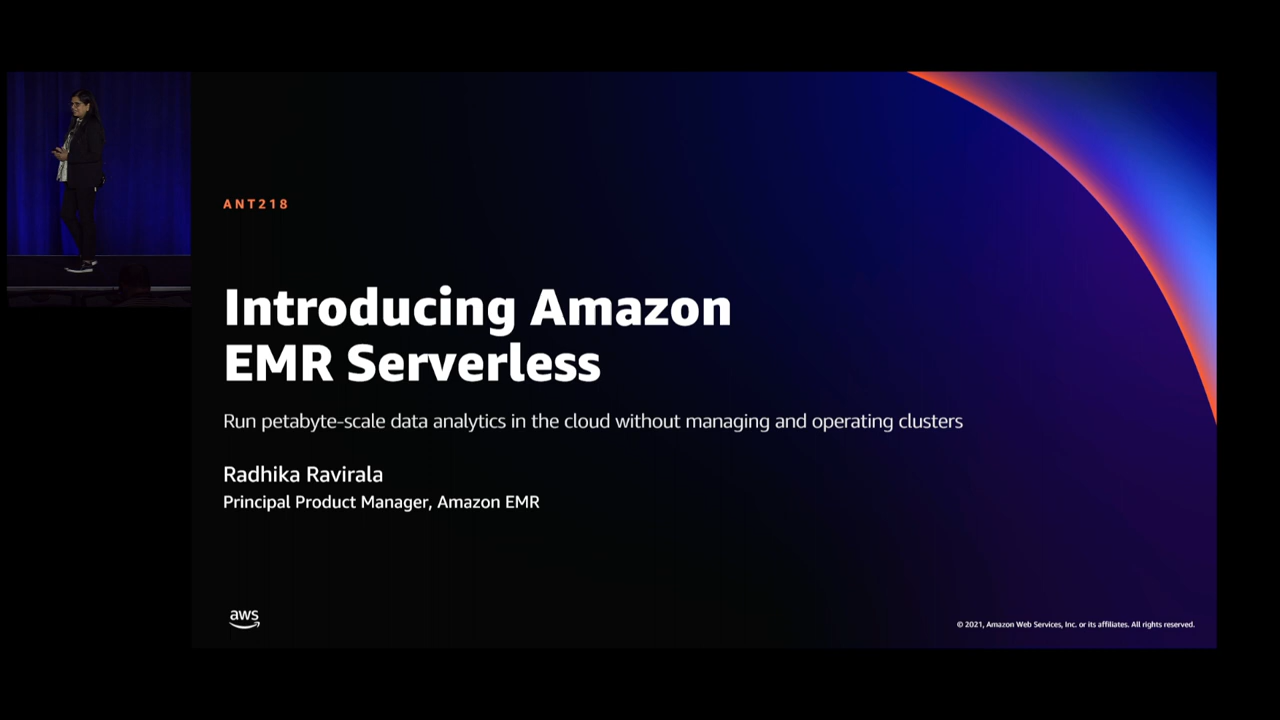 ANT218
Introducing Amazon
EMR Serverless
Run petabyte-scale data analytics in the cloud without managing and operating clusters
Radhika Ravirala
Principal Product Manager, Amazon EMR
aws
© 2021, Amazon Web Services, Inc. or its affiliates. All rights reserved.